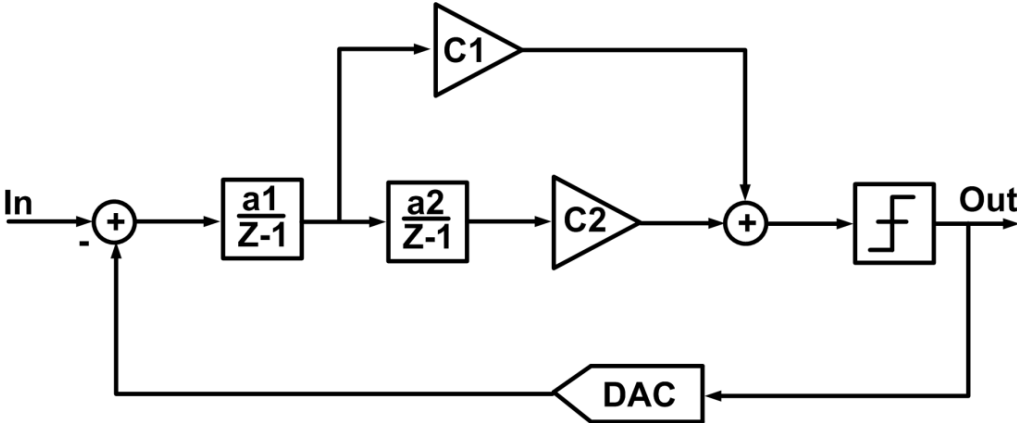 C1
In
+
-
a1
Z-1
a2
Z-1
C2
+
Out
DAC